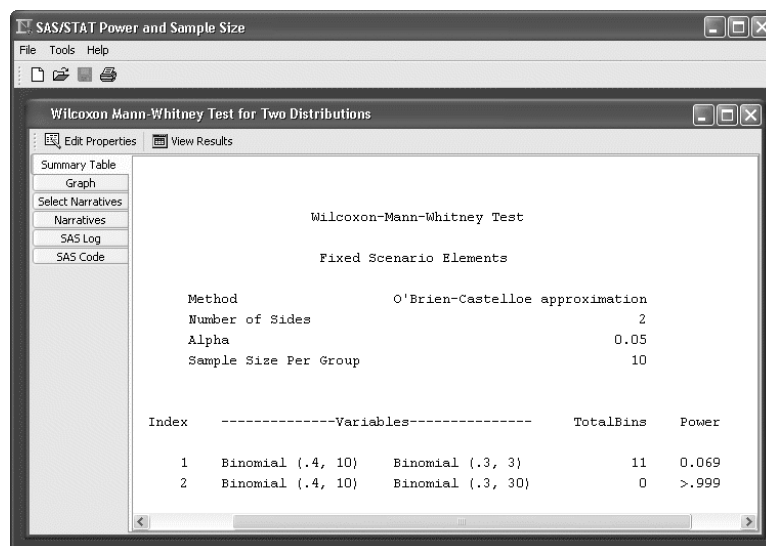 SAS/STAT Power and Sample Size
File Tools Help
Wilcoxon Mann-Whitney Test for Two Distributions
Edit Properties View Results
Summary Table
Graph
Select Narratives
Narratives
SAS Log
SAS Code
Wilcoxon-Mann-Whitney Test
Fixed Scenario Elements
Method O'Brien-Castelloe approximation
Number of Sides 2
Alpha 0.05
Sample Size Per Group 10
Index --------------Variables--------------- TotalBins Power
1 Binomial (.4, 10) Binomial (.3, 3) 11 0.069
2 Binomial (.4, 10) Binomial (.3, 30) 0 >.999